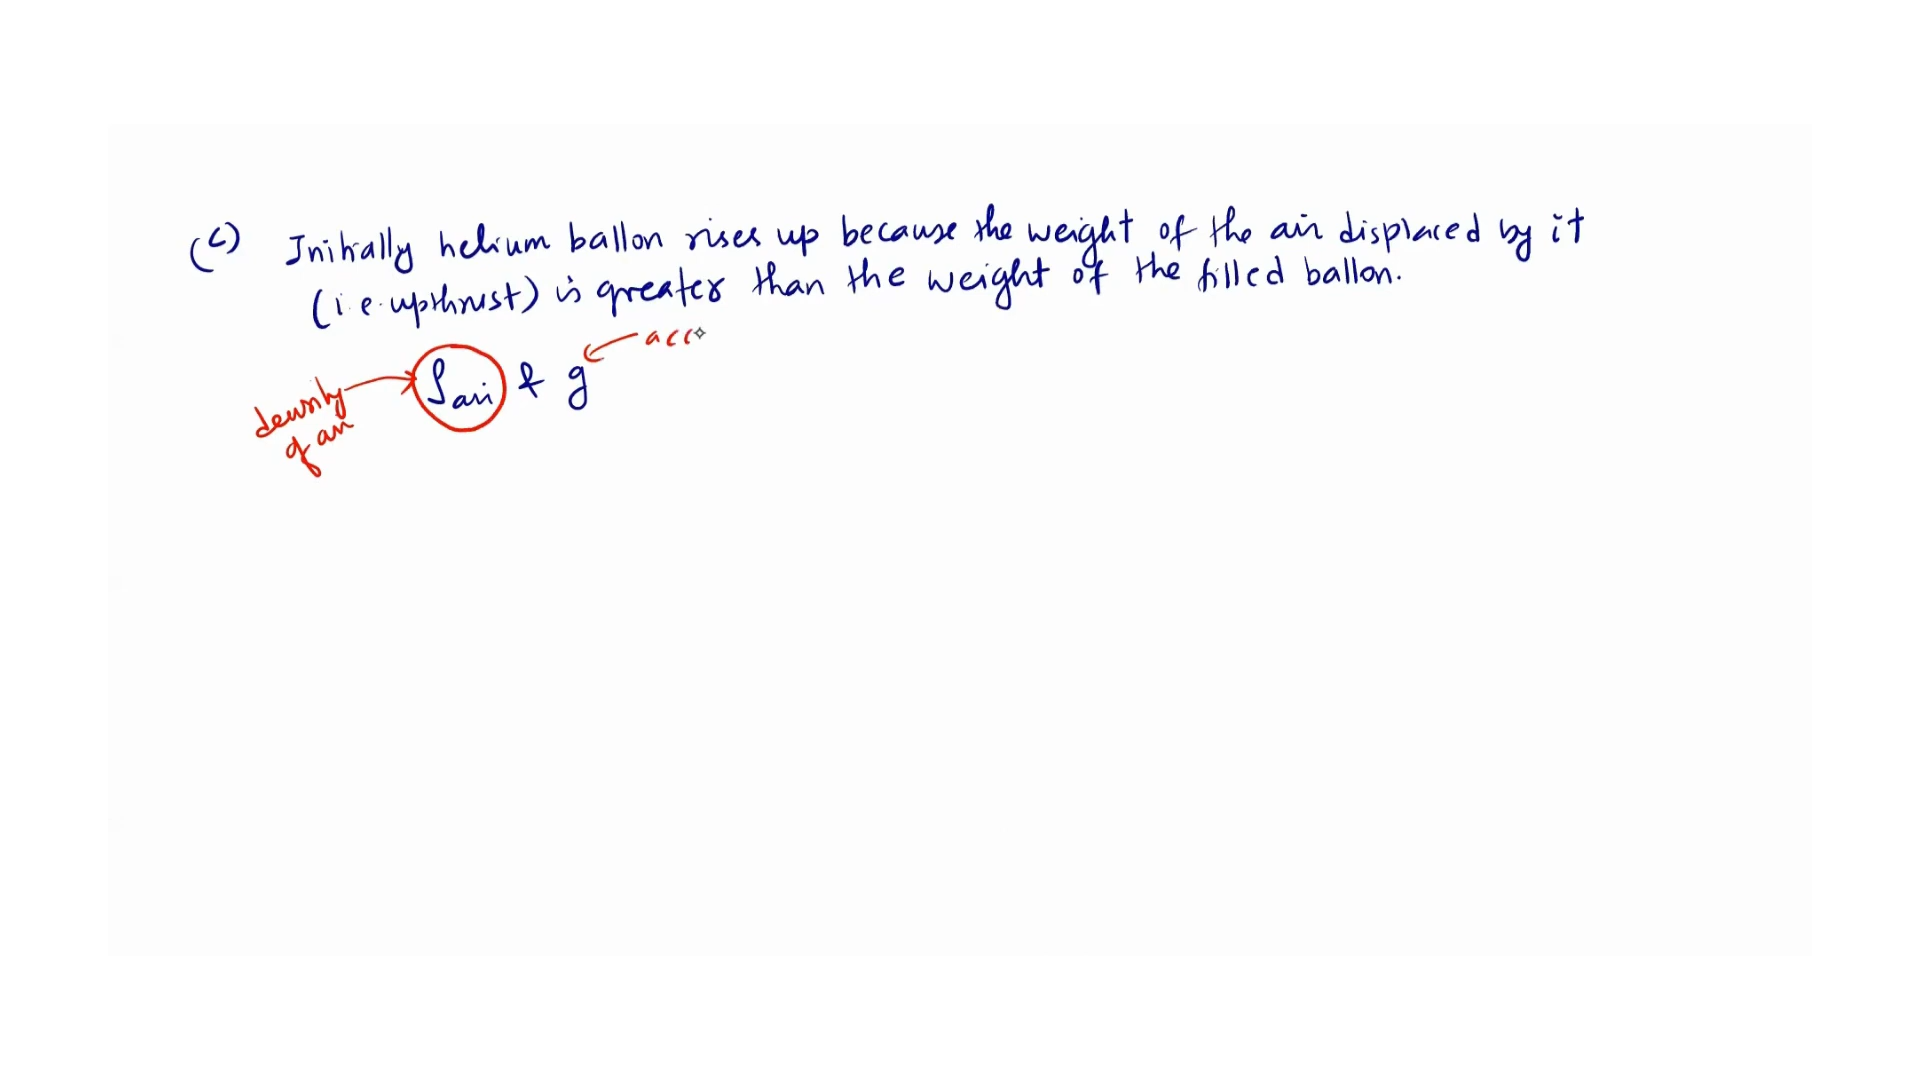 (c) Initially helium ballon rises up because the weight of the air displaced by it
(i.e. upthrust) is greater than the weight of the filled ballon.
acc
ρair & g
density
of air